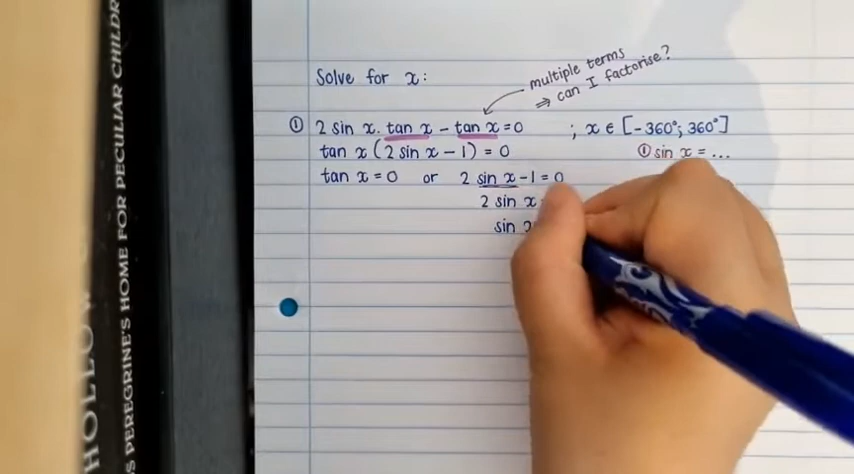 Solve for x:
multiple terms
⇒ can I factorise?
① 2 sin x. tan x - tan x = 0 ; x ∈ [-360°; 360°]
tan x (2 sin x - 1) = 0
① sin x = ...
tan x = 0 or 2 sin x - 1 = 0
2 sin x
sin
HOLLOW
S PEREGRINE'S HOME FOR PECULIAR CHILDR